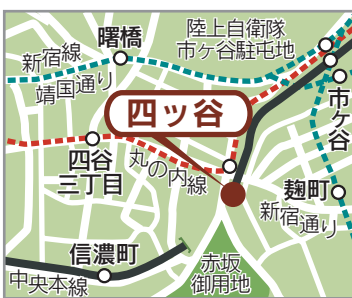 陸上自衛隊
市ヶ谷駐屯地
曙橋
新宿線
靖国通り
市ヶ谷
四ッ谷
四谷
三丁目
丸の内線
麹町
新宿通り
信濃町
赤坂
御用地
中央本線